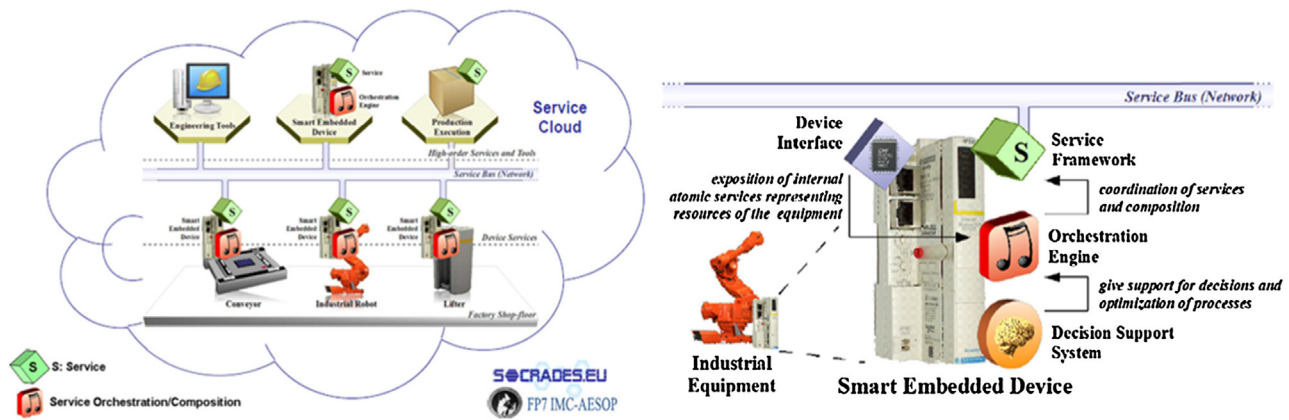 Service
Orchestration
Engine
Engineering Tools
Smart Embedded
Device
Production
Execution
Service
Cloud
High-order Services and Tools
Service Bus (Network)
Smart
Embedded
Device
Smart
Embedded
Device
Smart
Embedded
Device
Device Services
Conveyor
Industrial Robot
Lifter
Factory Shop-floor
S
S
S
S
S
S
S: Service
Service Orchestration/Composition
SOCRADES.EU
FP7 IMC-AESOP
Service Bus (Network)
Device
Interface
S
Service
Framework
exposition of internal
atomic services representing
resources of the equipment
coordination of services
and composition
Orchestration
Engine
give support for decisions and
optimization of processes
Decision Support
System
Industrial
Equipment
Smart Embedded Device